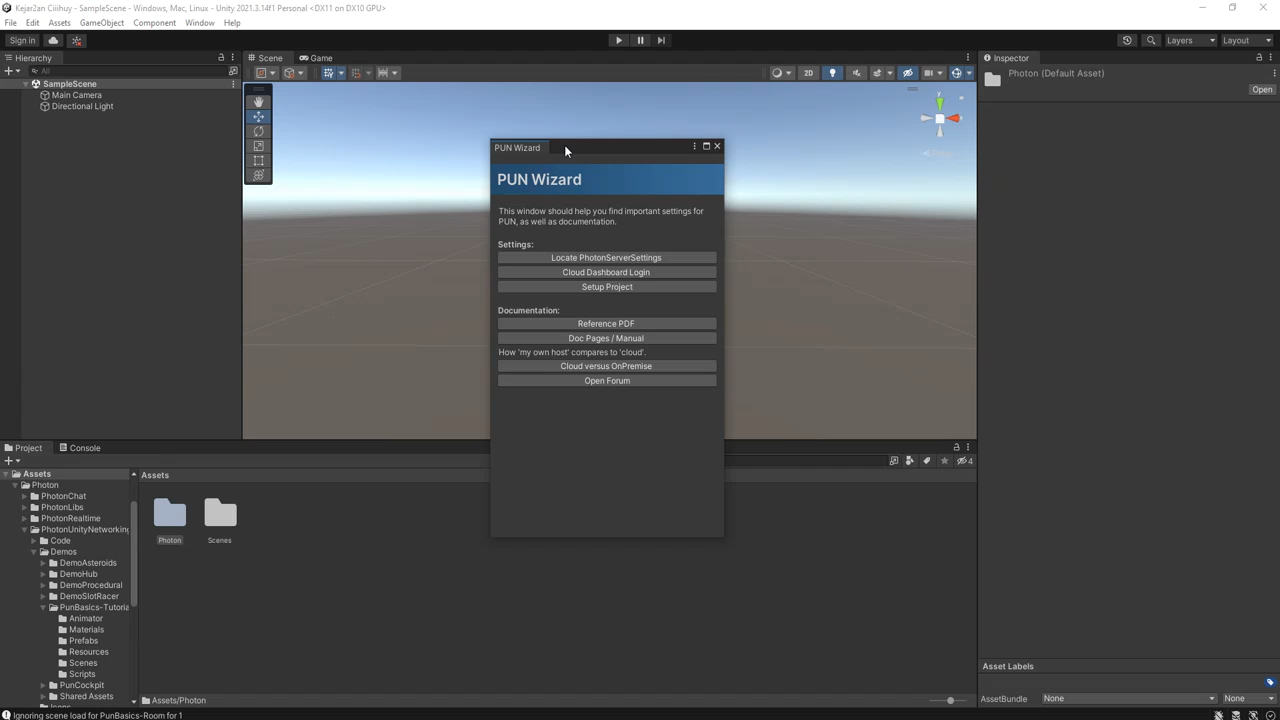 Kejar2an Ciiihuy - SampleScene - Windows, Mac, Linux - Unity 2021.3.14f1 Personal <DX11 on DX10 GPU>
File Edit Assets GameObject Component Window Help
Sign in
Layers Layout
Hierarchy
Scene Game
Inspector
All
2D
Photon (Default Asset)
Open
SampleScene
Main Camera
Directional Light
y
PUN Wizard
PUN Wizard
This window should help you find important settings for
PUN, as well as documentation.
Settings:
Locate PhotonServerSettings
Cloud Dashboard Login
Setup Project
Documentation:
Reference PDF
Doc Pages / Manual
How 'my own host' compares to 'cloud'.
Cloud versus OnPremise
Open Forum
Project Console
4
Assets
Photon
PhotonChat
PhotonLibs
PhotonRealtime
PhotonUnityNetworking
Code
Demos
DemoAsteroids
DemoHub
DemoProcedural
DemoSlotRacer
PunBasics-Tutoria
Animator
Materials
Prefabs
Resources
Scenes
Scripts
PunCockpit
Shared Assets
Assets
Photon Scenes
Assets/Photon
Asset Labels
AssetBundle None None
Ignoring scene load for PunBasics-Room for 1